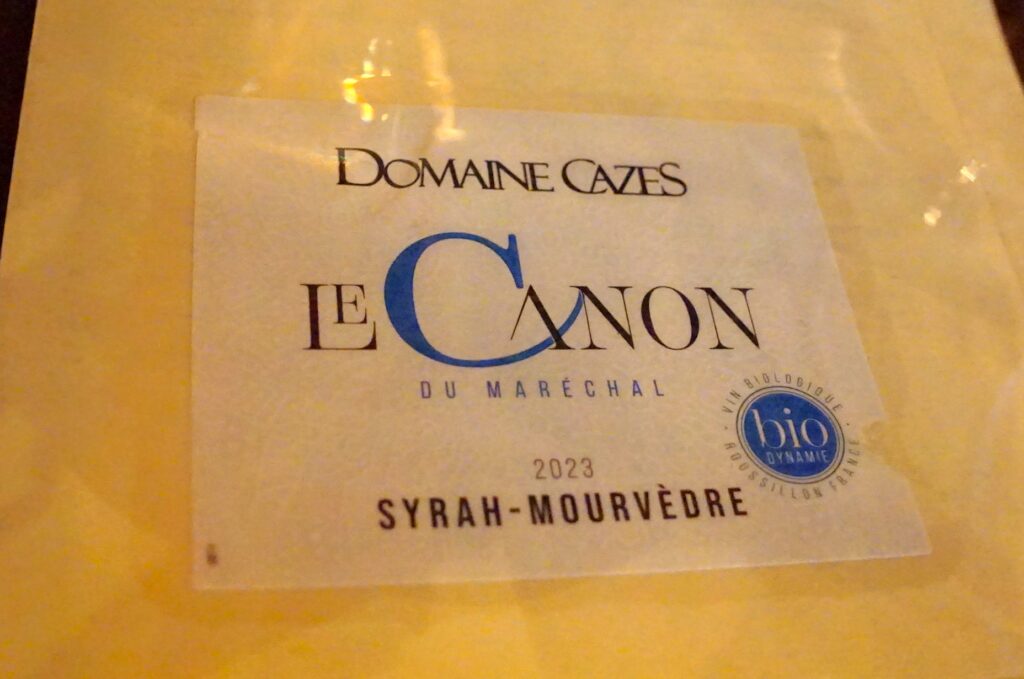 DOMAINE CAZES
LE CANON
DU MARÉCHAL
VIN BIOLOGIQUE
bio
DYNAMIE
ROUSSILLON FRANCE
2023
SYRAH-MOURVÈDRE